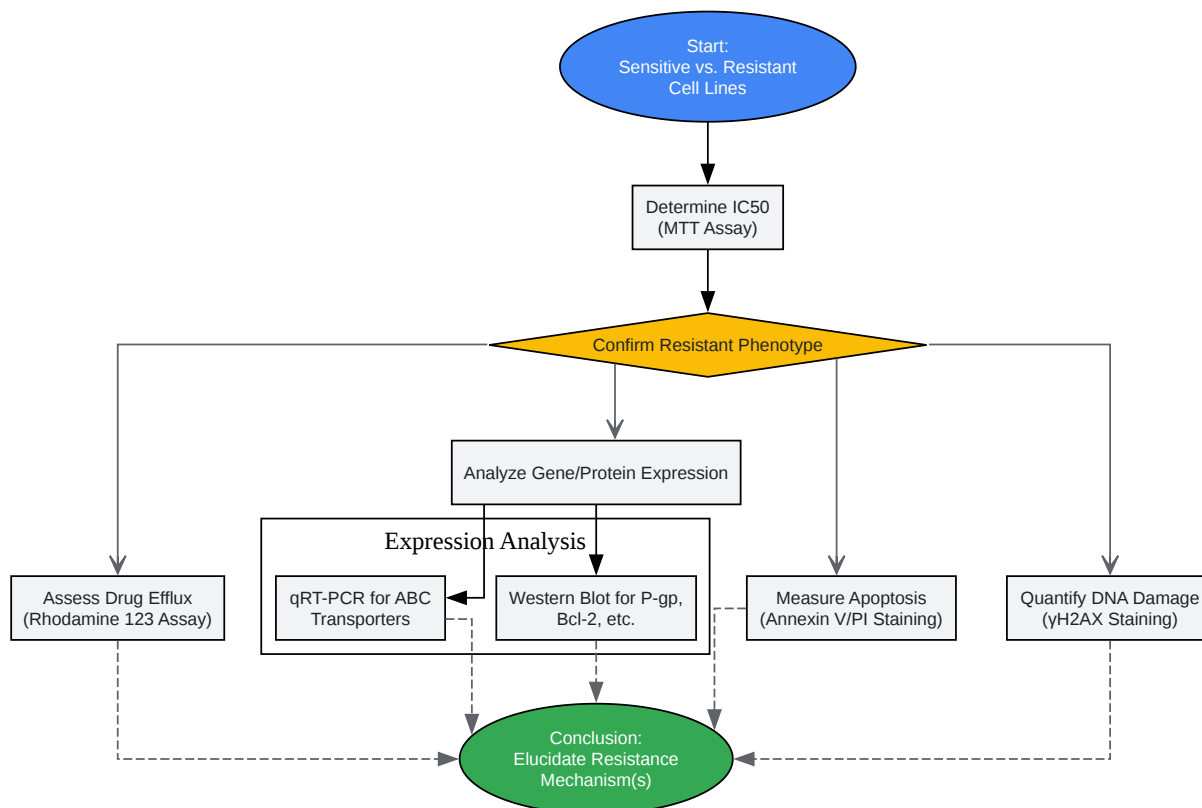 Start:
Sensitive vs. Resistant
Cell Lines
Determine IC50
(MTT Assay)
Confirm Resistant Phenotype
Analyze Gene/Protein Expression
Expression Analysis
Assess Drug Efflux
(Rhodamine 123 Assay)
qRT-PCR for ABC
Transporters
Western Blot for P-gp,
Bcl-2, etc.
Measure Apoptosis
(Annexin V/PI Staining)
Quantify DNA Damage
(γH2AX Staining)
Conclusion:
Elucidate Resistance
Mechanism(s)